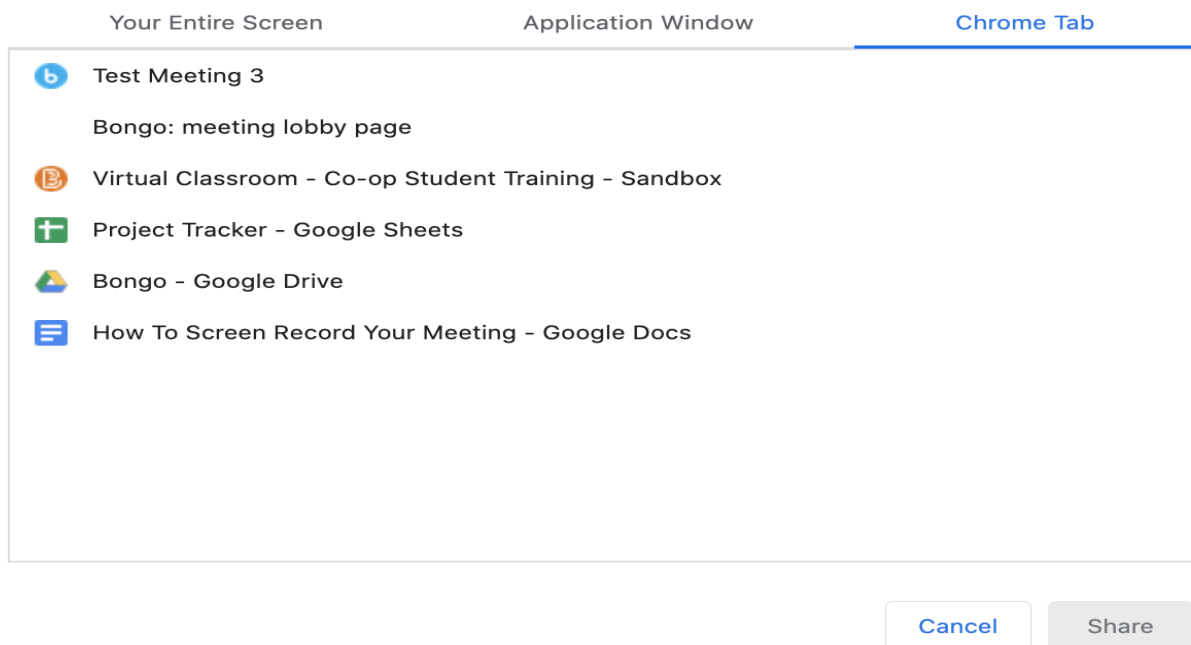 Your Entire Screen Application Window Chrome Tab
Test Meeting 3
Bongo: meeting lobby page
Virtual Classroom - Co-op Student Training - Sandbox
Project Tracker - Google Sheets
Bongo - Google Drive
How To Screen Record Your Meeting - Google Docs
Cancel Share